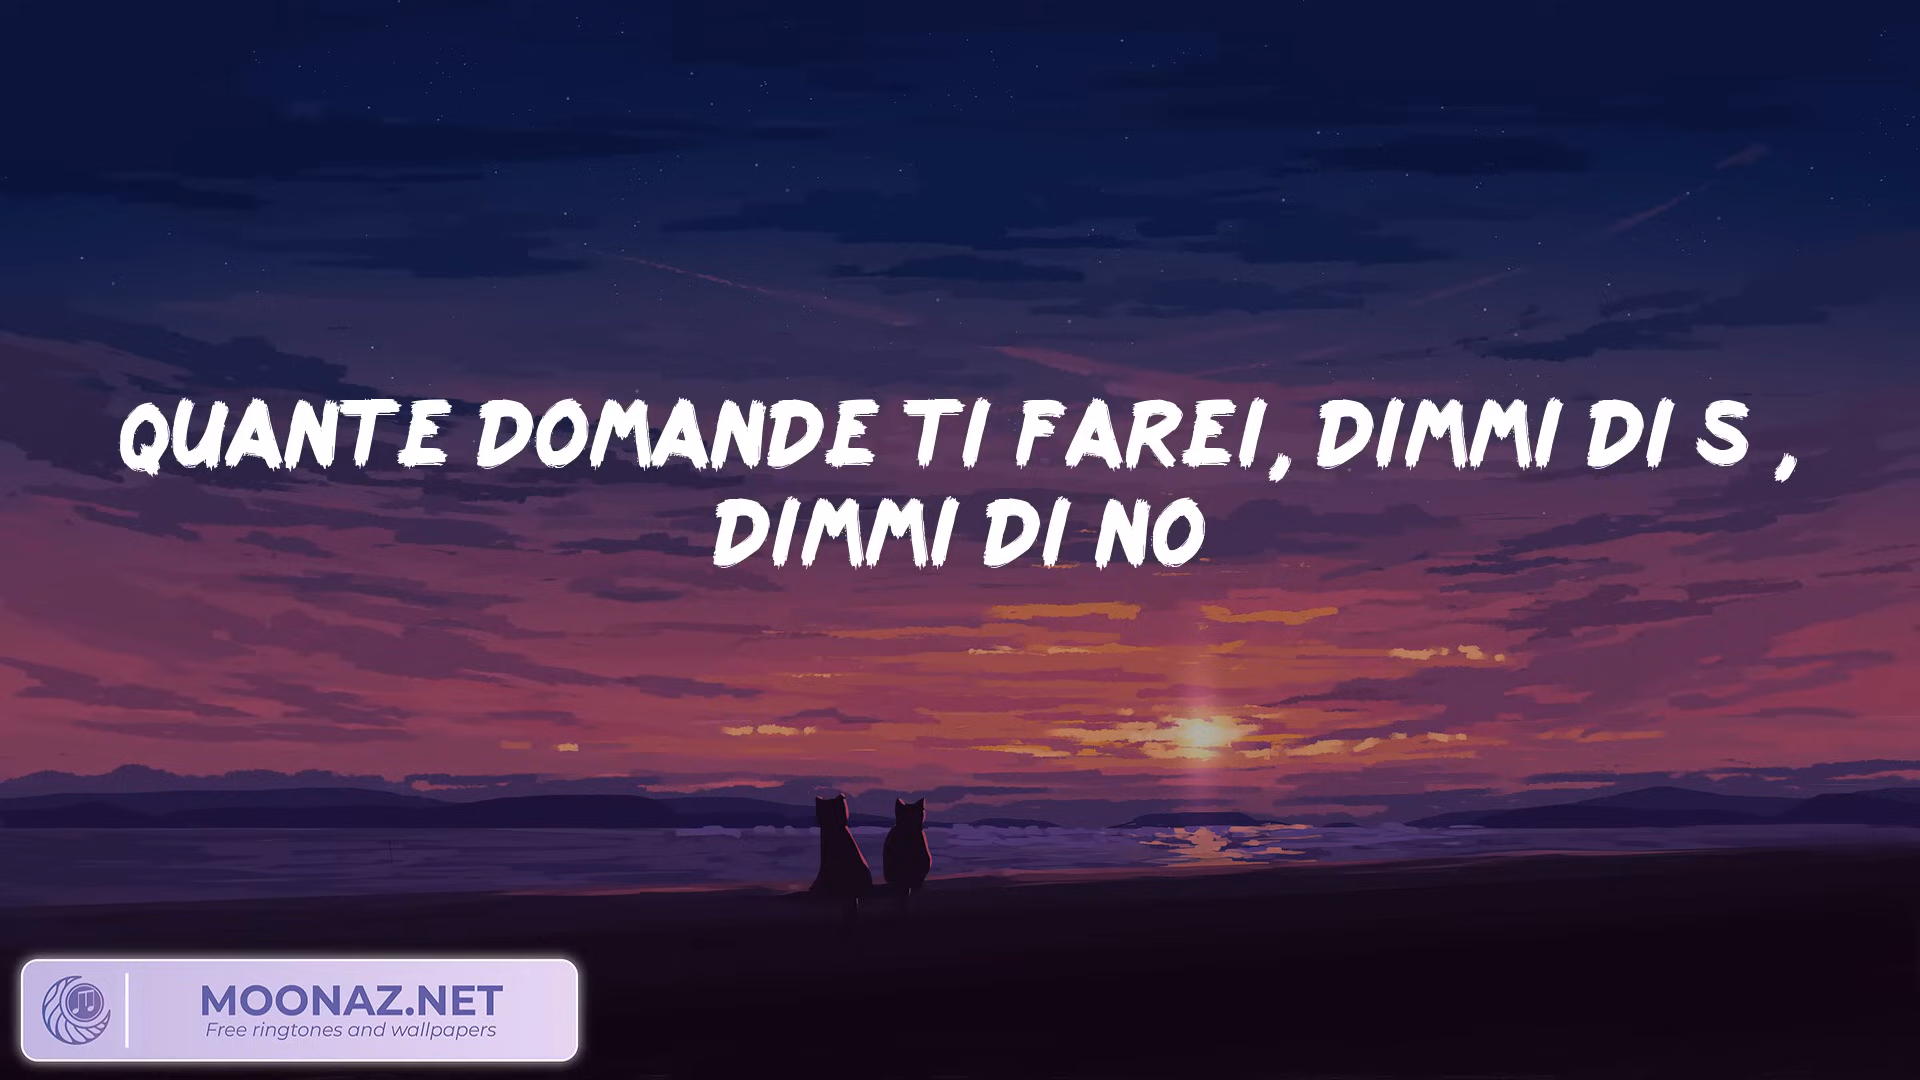 QUANTE DOMANDE TI FAREI, DIMMI DI S ,
DIMMI DI NO
MOONAZ.NET
Free ringtones and wallpapers